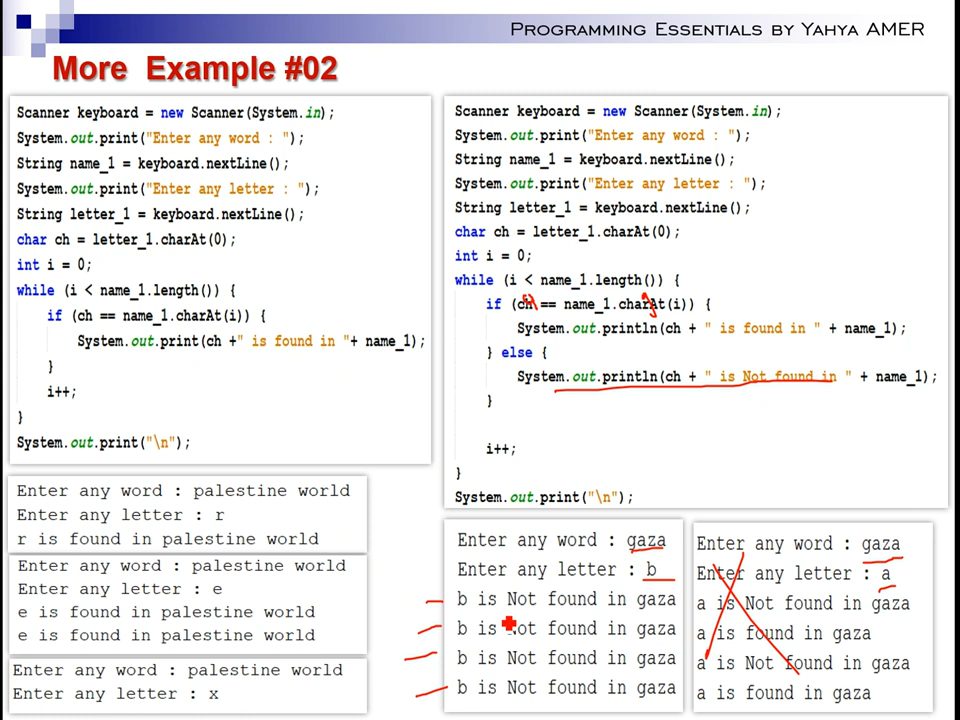 Programming Essentials by Yahya AMER
More Example #02
Scanner keyboard = new Scanner(System.in);
System.out.print("Enter any word : ");
String name_1 = keyboard.nextLine();
System.out.print("Enter any letter : ");
String letter_1 = keyboard.nextLine();
char ch = letter_1.charAt(0);
int i = 0;
while (i < name_1.length()) {
if (ch == name_1.charAt(i)) {
System.out.print(ch +" is found in "+ name_1);
}
i++;
}
System.out.print("\n");
Enter any word : palestine world
Enter any letter : r
r is found in palestine world
Enter any word : palestine world
Enter any letter : e
e is found in palestine world
e is found in palestine world
Enter any word : palestine world
Enter any letter : x
Scanner keyboard = new Scanner(System.in);
System.out.print("Enter any word : ");
String name_1 = keyboard.nextLine();
System.out.print("Enter any letter : ");
String letter_1 = keyboard.nextLine();
char ch = letter_1.charAt(0);
int i = 0;
while (i < name_1.length()) {
if (ch == name_1.charAt(i)) {
System.out.println(ch + " is found in " + name_1);
} else {
System.out.println(ch + " is Not found in " + name_1);
}
i++;
}
System.out.print("\n");
Enter any word : gaza
Enter any letter : b
b is Not found in gaza
b is Not found in gaza
b is Not found in gaza
b is Not found in gaza
Enter any word : gaza
Enter any letter : a
a is Not found in gaza
a is found in gaza
a is Not found in gaza
a is found in gaza